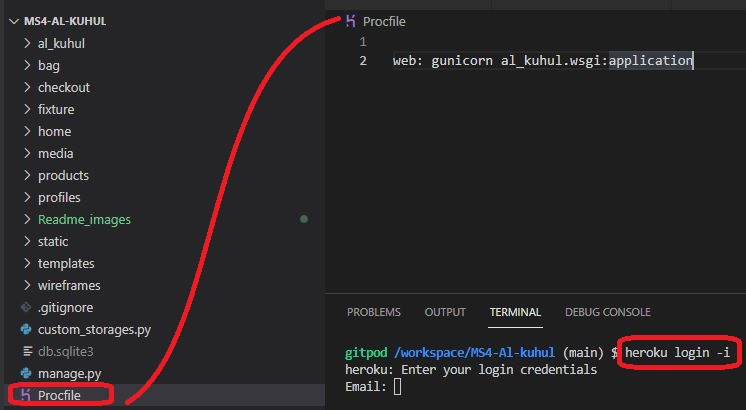 MS4-AL-KUHUL
al_kuhul
bag
checkout
fixture
home
media
products
profiles
Readme_images
static
templates
wireframes
.gitignore
custom_storages.py
db.sqlite3
manage.py
Procfile
Procfile
1
2 web: gunicorn al_kuhul.wsgi:application
PROBLEMS OUTPUT TERMINAL DEBUG CONSOLE
gitpod /workspace/MS4-Al-kuhul (main) $ heroku login -i
heroku: Enter your login credentials
Email: